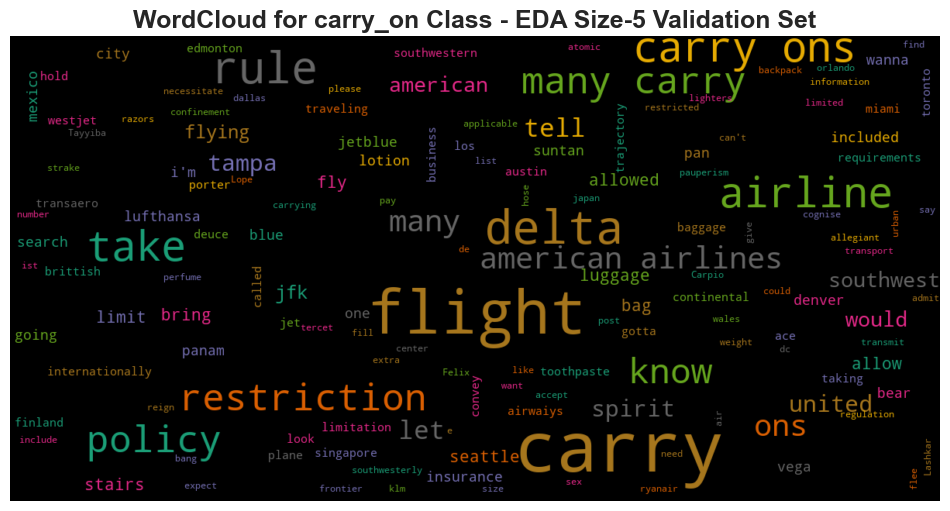 WordCloud for carry_on Class - EDA Size-5 Validation Set
city
edmonton
southwestern
atomic
carry ons
find
wanna
hold
mexico
necessitate
dallas
please
rule
american
many carry
backpack
orlando
information
toronto
westjet
razors
confinement
traveling
lighters
restricted
limited
miami
Tayyiba
flying
jetblue
applicable
tell
trajectory
can't
included
strake
i'm
tampa
lotion
business
los
list
suntan
pan
requirements
porter
Lope
fly
austin
allowed
pauperism
airline
transaero
number
carrying
pay
hose
japan
cognise
say
lufthansa
deuce
many
delta
baggage
give
allegiant
urban
search
take
blue
de
american airlines
transport
ist
brittish
perfume
called
luggage
Carpio
southwest
admit
jfk
flight
continental
could
denver
limit
bring
one
bag
going
jet
tercet
fill
post
gotta
wales
ace
would
panam
center
weight
dc
transmit
internationally
extra
Felix
like
toothpaste
know
taking
allow
reign
restriction
convey
want
accept
bear
finland
limitation
airwaiys
spirit
air
united
regulation
include
policy
look
let
e
carry
ons
bang
plane
singapore
seattle
need
vega
Lashkar
stairs
southwesterly
insurance
sex
flee
expect
frontier
klm
size
ryanair